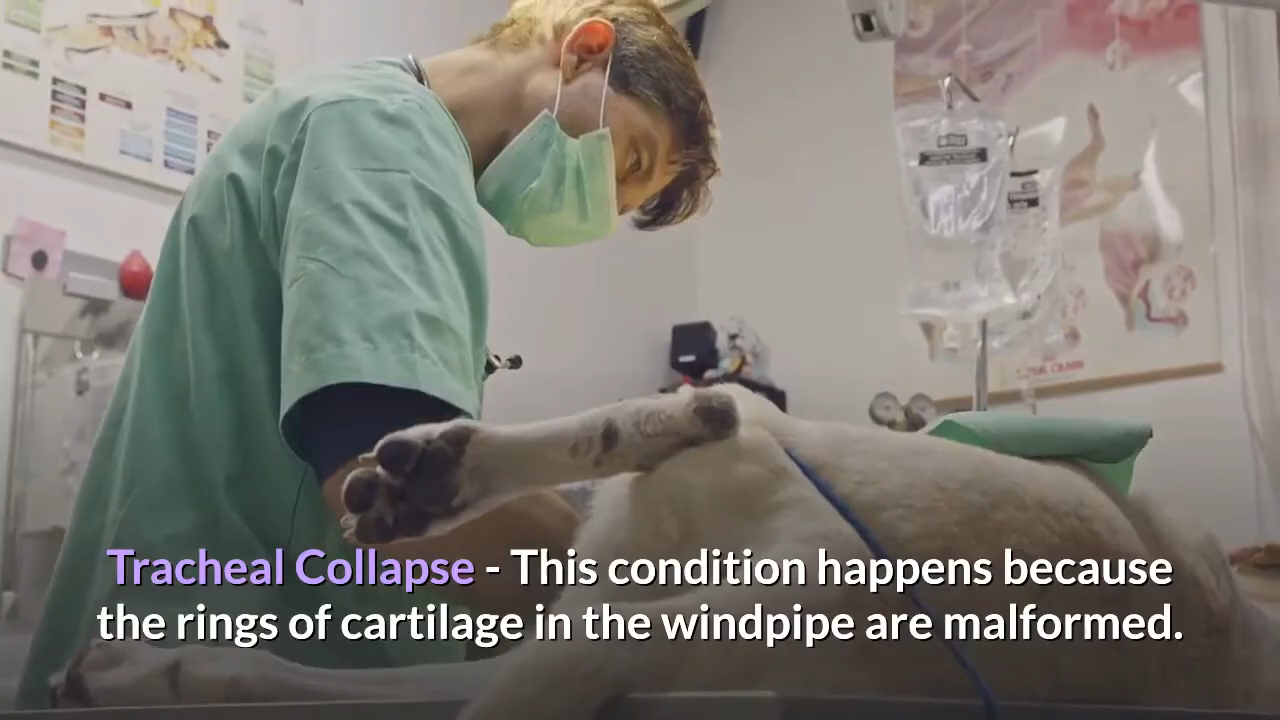 Tracheal Collapse - This condition happens because
the rings of cartilage in the windpipe are malformed.